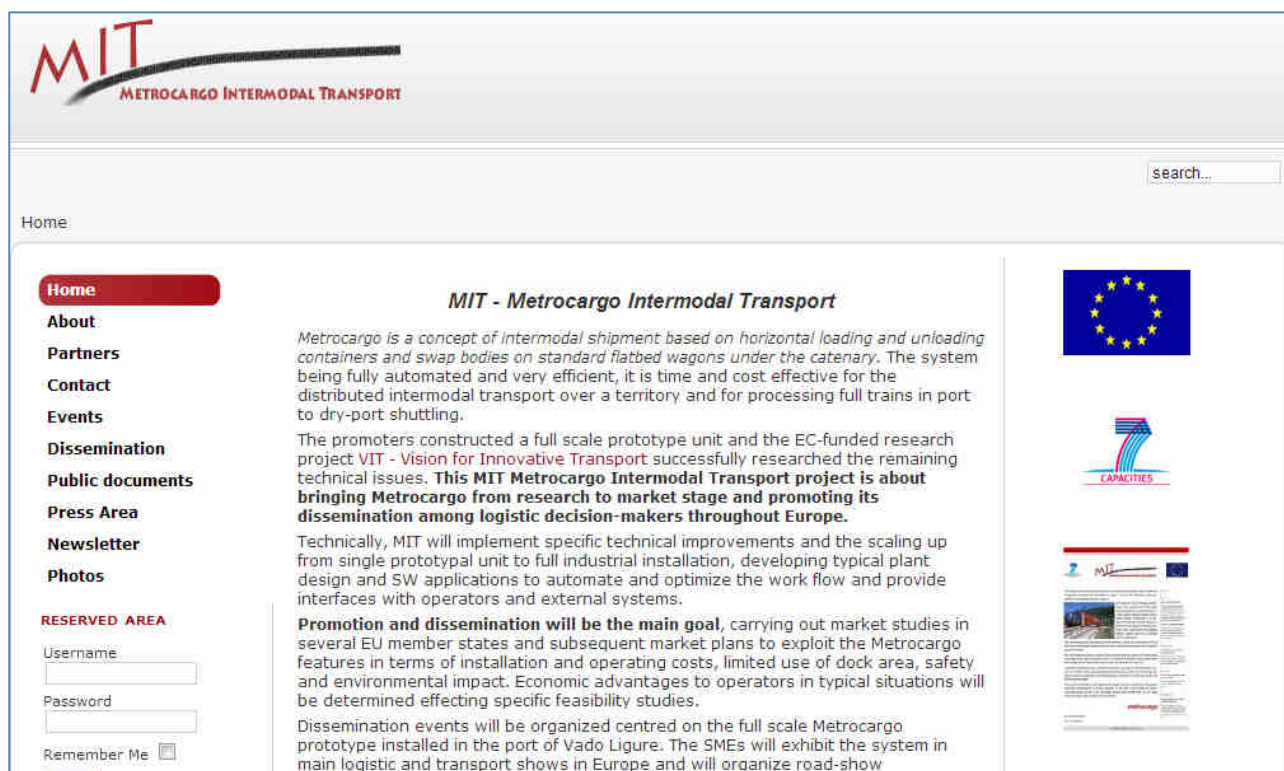 MIT
METROCARGO INTERMODAL TRANSPORT
search...
Home
Home
About
Partners
Contact
Events
Dissemination
Public documents
Press Area
Newsletter
Photos
RESERVED AREA
Username
Password
Remember Me
MIT - Metrocargo Intermodal Transport
Metrocargo is a concept of intermodal shipment based on horizontal loading and unloading
containers and swap bodies on standard flatbed wagons under the catenary. The system
being fully automated and very efficient, it is time and cost effective for the
distributed intermodal transport over a territory and for processing full trains in port
to dry-port shuttling.
The promoters constructed a full scale prototype unit and the EC-funded research
project VIT - Vision for Innovative Transport successfully researched the remaining
technical issues. This MIT Metrocargo Intermodal Transport project is about
bringing Metrocargo from research to market stage and promoting its
dissemination among logistic decision-makers throughout Europe.
Technically, MIT will implement specific technical improvements and the scaling up
from single prototypal unit to full industrial installation, developing typical plant
design and SW applications to automate and optimize the work flow and provide
interfaces with operators and external systems.
Promotion and dissemination will be the main goal, carrying out market studies in
several EU member states and subsequent market plans to exploit the Metrocargo
features in terms of installation and operating costs, limited use of dock area, safety
and environmental impact. Economic advantages to operators in typical situations will
be determined effecting specific feasibility studies.
Dissemination events will be organized centred on the full scale Metrocargo
prototype installed in the port of Vado Ligure. The SMEs will exhibit the system in
main logistic and transport shows in Europe and will organize road-show
7
CAPACITIES
MIT